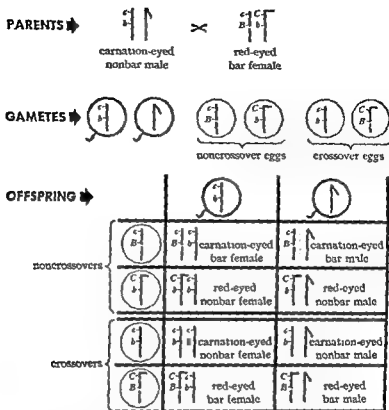 PARENTS
c b
C B C b
×
carnation-eyed
nonbar male
red-eyed
bar female
GAMETES
c b
c B
C b
c b
C B
noncrossover eggs
crossover eggs
OFFSPRING
c b
noncrossovers
c B
c B c b
carnation-eyed
bar female
c B
carnation-eyed
bar male
C b
C b c b
red-eyed
nonbar female
C b
red-eyed
nonbar male
crossovers
c b
carnation-eyed
nonbar female
c b
carnation-eyed
nonbar male
C B
red-eyed
bar female
C B
red-eyed
bar male